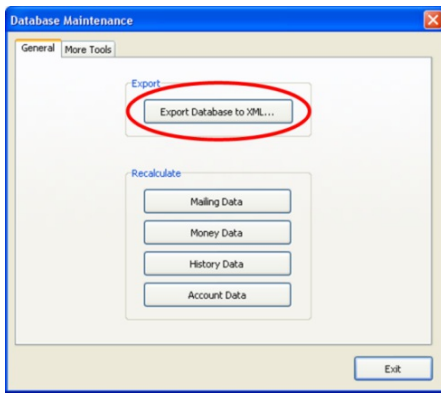 Database Maintenance
General More Tools
Export
Export Database to XML...
Recalculate
Mailing Data
Money Data
History Data
Account Data
Exit